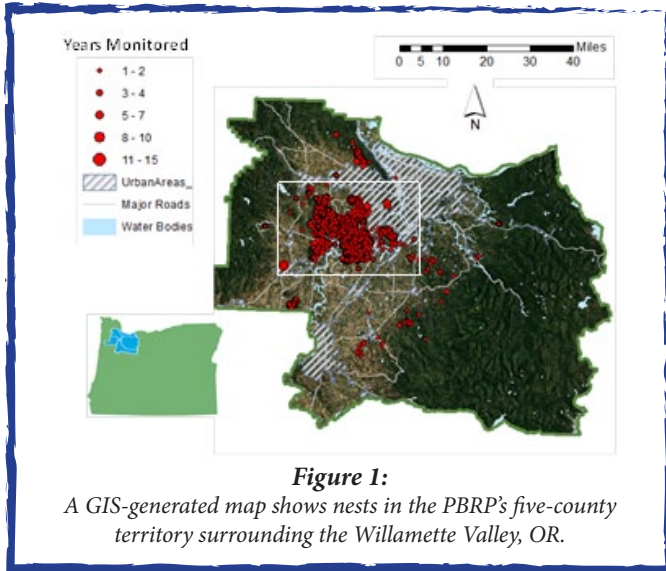 Years Monitored
1 - 2
3 - 4
5 - 7
8 - 10
11 - 15
UrbanAreas_
Major Roads
Water Bodies
Miles
0 5 10 20 30 40
N
Figure 1:
A GIS-generated map shows nests in the PBRP's five-county
territory surrounding the Willamette Valley, OR.